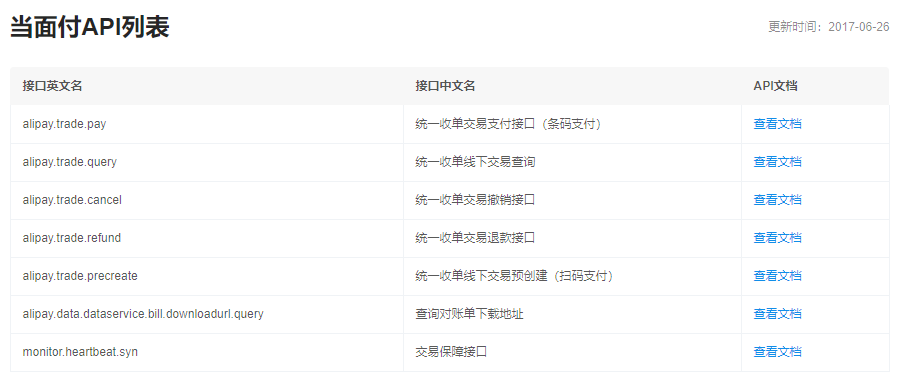 当面付API列表
更新时间：2017-06-26
接口英文名 接口中文名 API文档
alipay.trade.pay 统一收单交易支付接口（条码支付） 查看文档
alipay.trade.query 统一收单线下交易查询 查看文档
alipay.trade.cancel 统一收单交易撤销接口 查看文档
alipay.trade.refund 统一收单交易退款接口 查看文档
alipay.trade.precreate 统一收单线下交易预创建（扫码支付） 查看文档
alipay.data.dataservice.bill.downloadurl.query 查询对账单下载地址 查看文档
monitor.heartbeat.syn 交易保障接口 查看文档